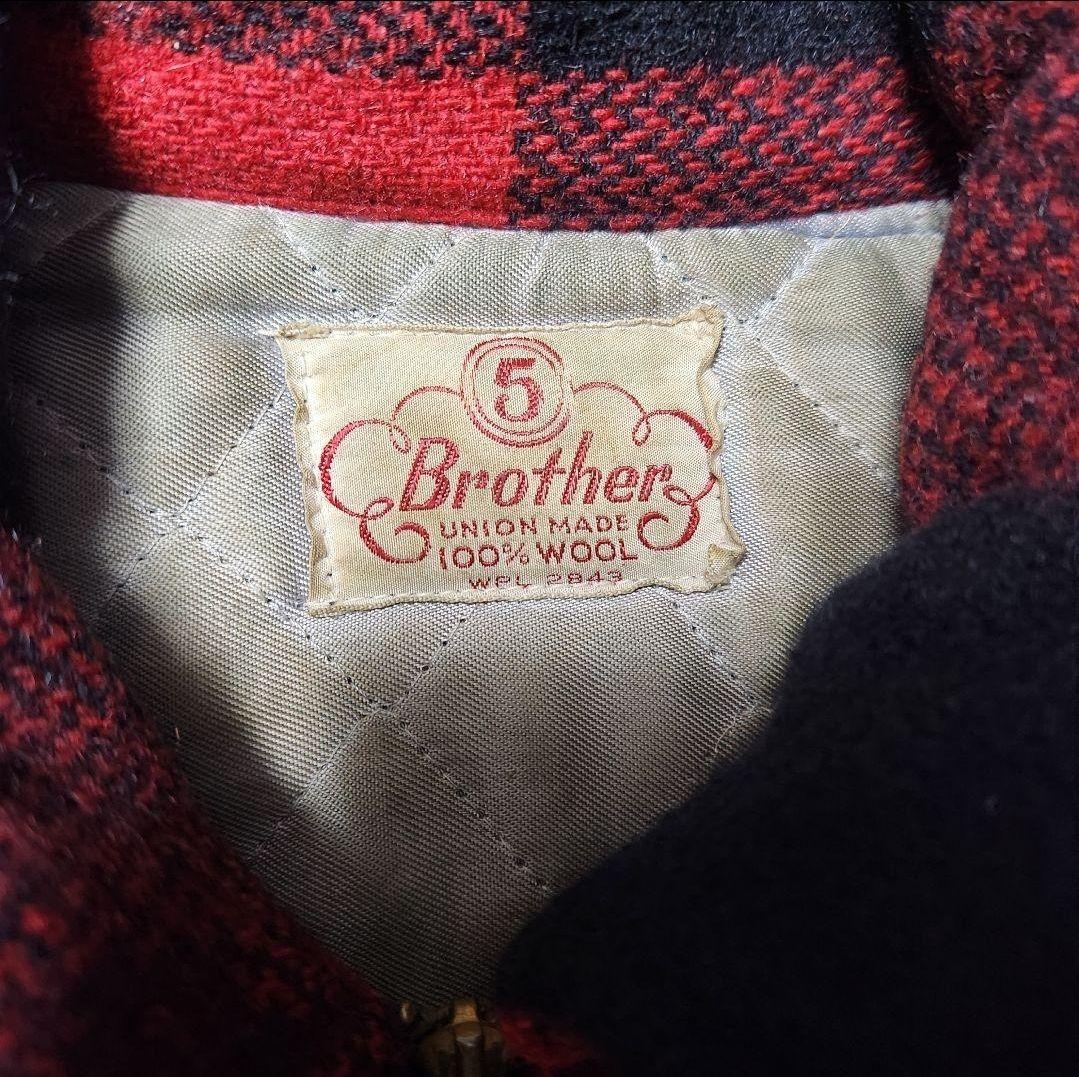 5
Brother
UNION MADE
100% WOOL
WPL 2843